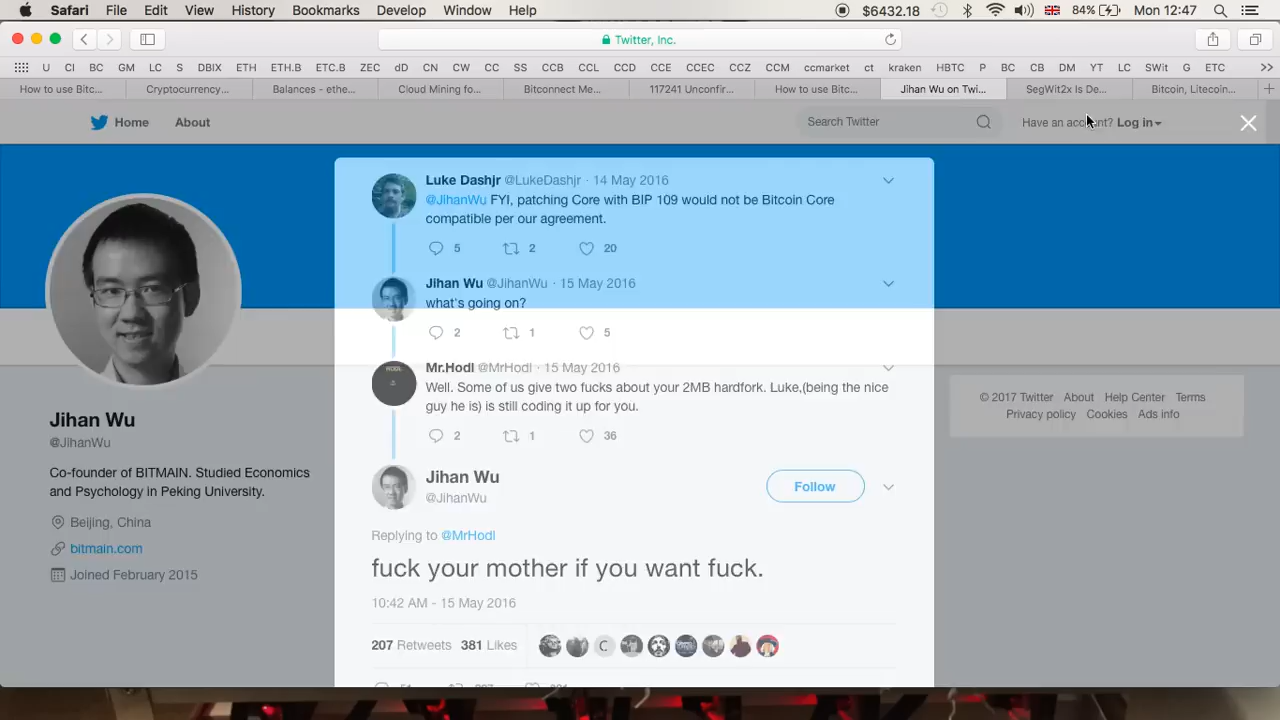 Safari File Edit View History Bookmarks Develop Window Help $6432.18 84% Mon 12:47
Twitter, Inc.
U CI BC GM LC S DBIX ETH ETH.B ETC.B ZEC dD CN CW CC SS CCB CCL CCD CCE CCEC CCZ CCM ccmarket ct kraken HBTC P BC CB DM YT LC SWit G ETC
How to use Bitc... Cryptocurrency... Balances - ethe... Cloud Mining fo... Bitconnect Me... 117241 Unconfir... How to use Bitc... Jihan Wu on Twi... SegWit2x Is De... Bitcoin, Litecoin...
Home About Search Twitter Have an account? Log in
Luke Dashjr @LukeDashjr · 14 May 2016
@JihanWu FYI, patching Core with BIP 109 would not be Bitcoin Core
compatible per our agreement.
5 2 20
Jihan Wu @JihanWu · 15 May 2016
what's going on?
2 1 5
Mr.Hodl @MrHodl · 15 May 2016
Well. Some of us give two fucks about your 2MB hardfork. Luke,(being the nice
guy he is) is still coding it up for you.
2 1 36
Jihan Wu
@JihanWu
Follow
Replying to @MrHodl
fuck your mother if you want fuck.
10:42 AM - 15 May 2016
207 Retweets 381 Likes
C
Jihan Wu
@JihanWu
Co-founder of BITMAIN. Studied Economics
and Psychology in Peking University.
Beijing, China
bitmain.com
Joined February 2015
© 2017 Twitter About Help Center Terms
Privacy policy Cookies Ads info